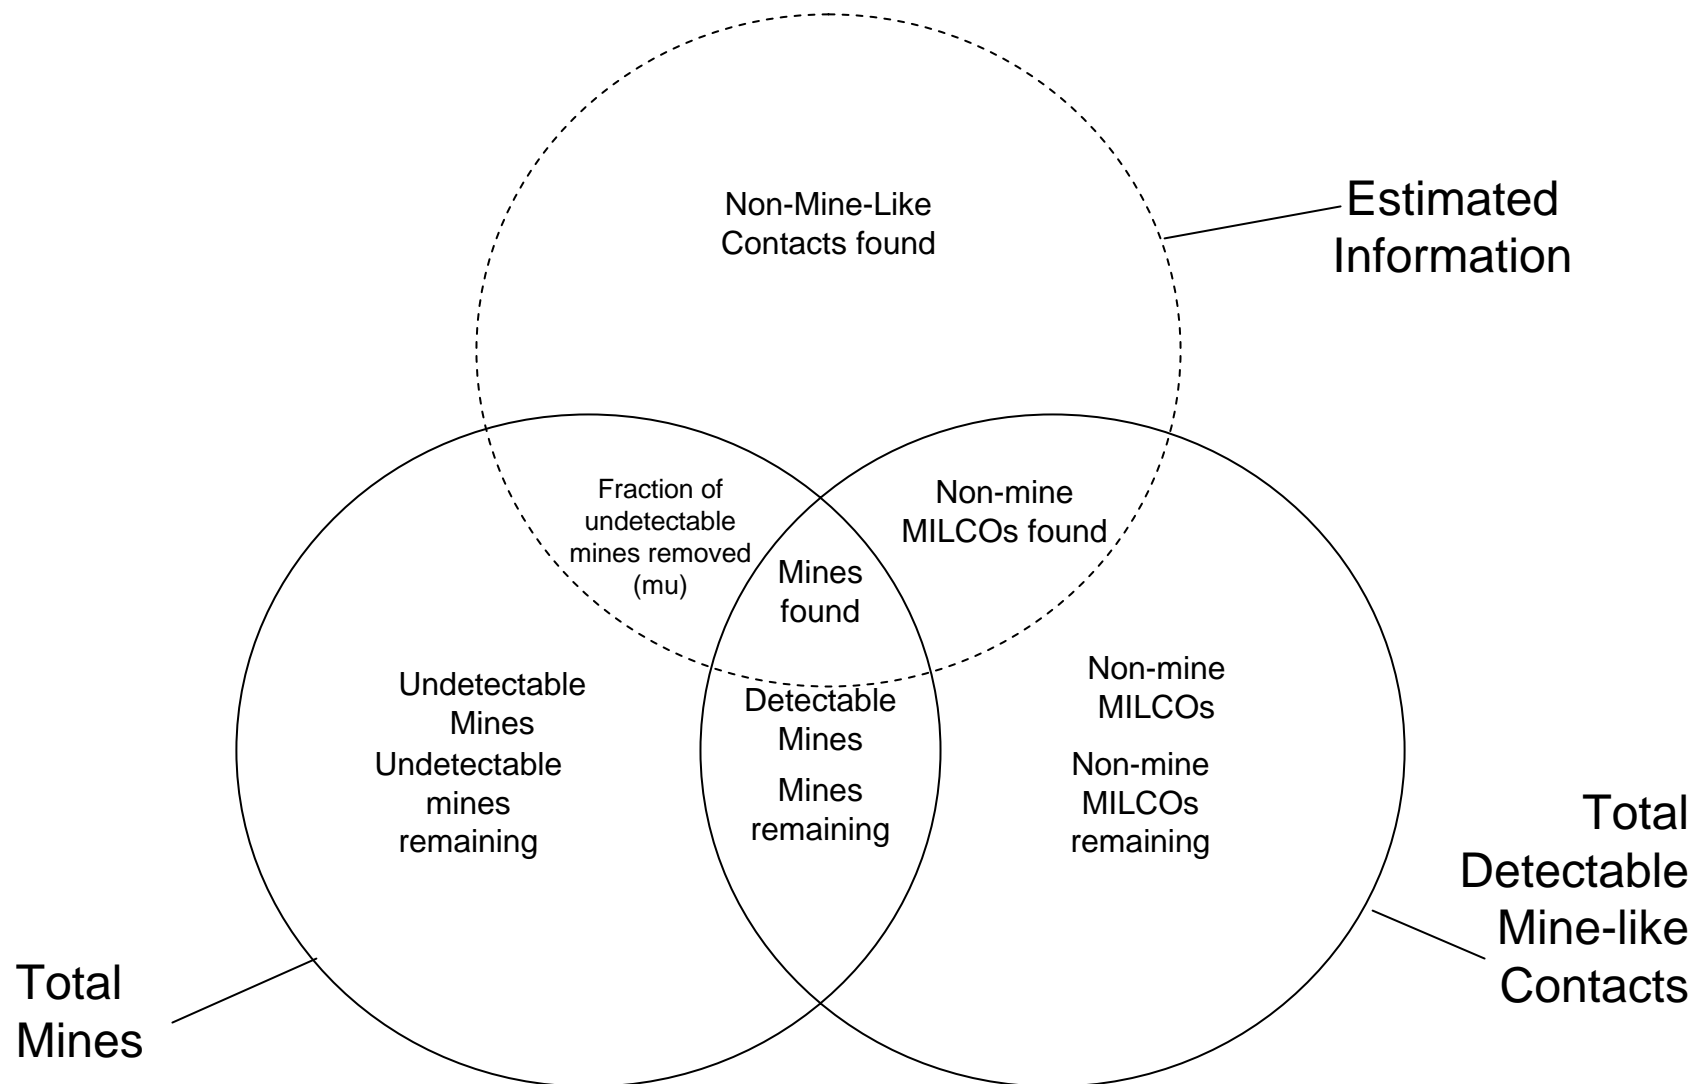 Non-Mine-Like
Contacts found
Estimated
Information
Fraction of
undetectable
mines removed
(mu)
Non-mine
MILCOs found
Mines
found
Undetectable
Mines
Undetectable
mines
remaining
Detectable
Mines
Mines
remaining
Non-mine
MILCOs
Non-mine
MILCOs
remaining
Total
Detectable
Mine-like
Contacts
Total
Mines